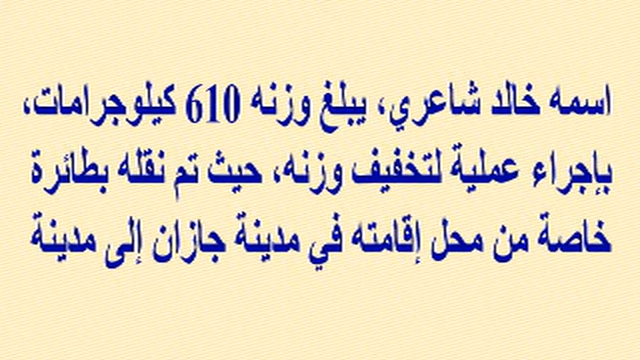 اسمه خالد شاعري، يبلغ وزنه 610 كيلوجرامات،
بإجراء عملية لتخفيف وزنه، حيث تم نقله بطائرة
خاصة من محل إقامته في مدينة جازان إلى مدينة